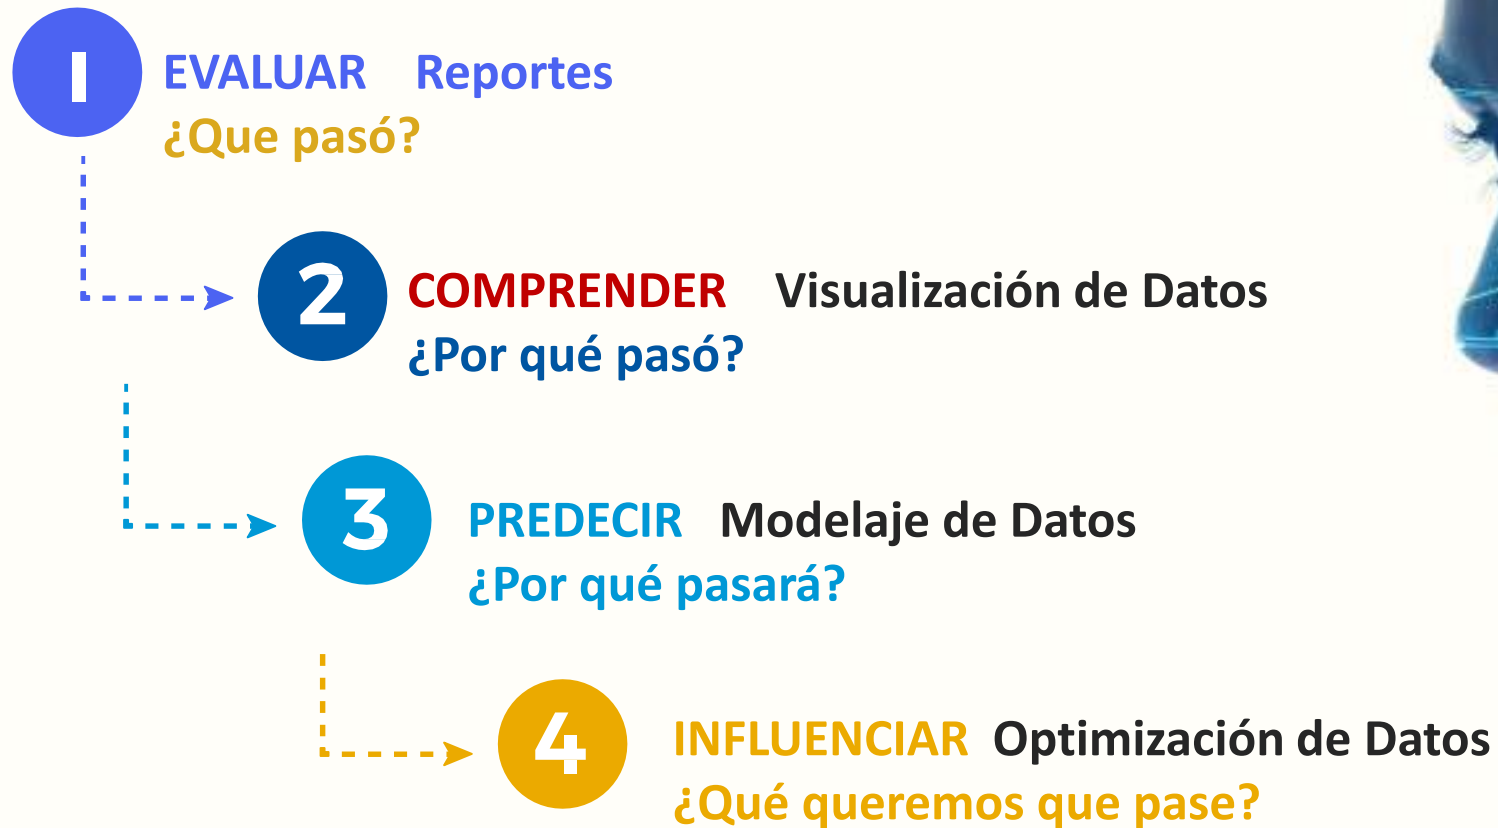 1
EVALUAR Reportes
¿Que pasó?
2
COMPRENDER Visualización de Datos
¿Por qué pasó?
3
PREDECIR Modelaje de Datos
¿Por qué pasará?
4
INFLUENCIAR Optimización de Datos
¿Qué queremos que pase?